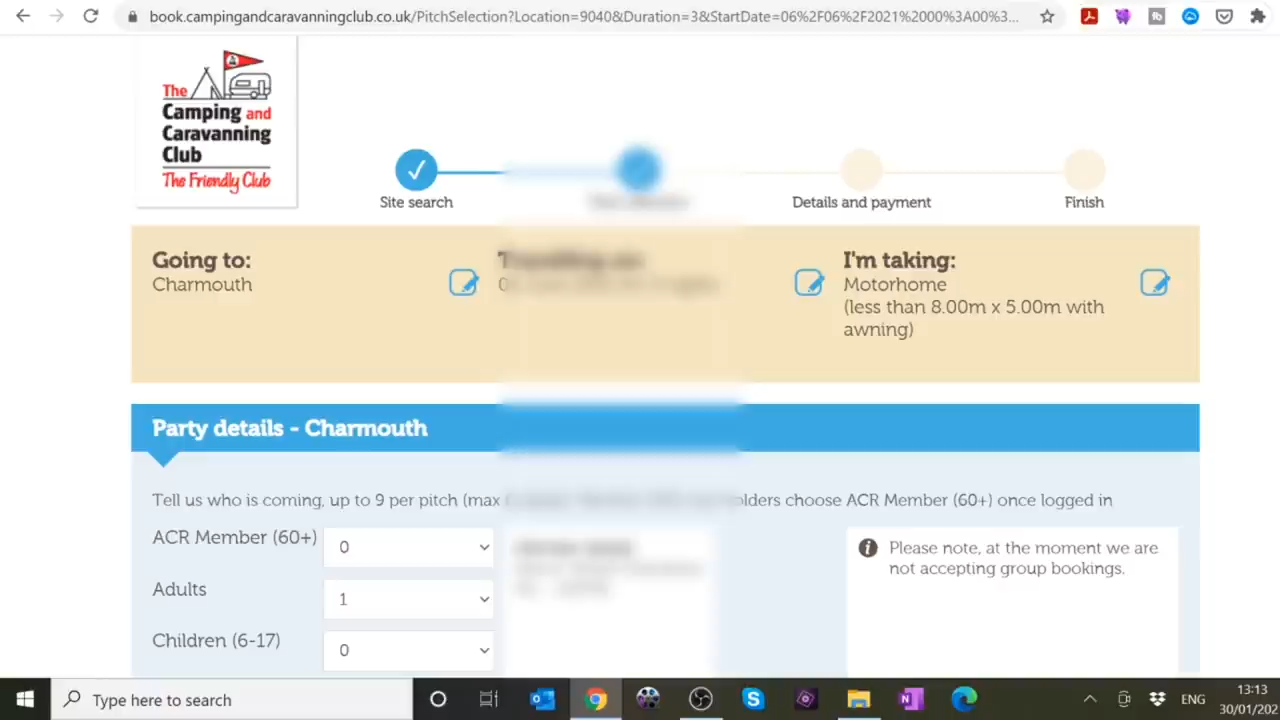 book.campingandcaravanningclub.co.uk/PitchSelection?Location=9040&Duration=3&StartDate=06%2F06%2F2021%2000%3A00%3...
The
Camping and
Caravanning
Club
The Friendly Club
Site search
Details and payment
Finish
Going to:
Charmouth
I'm taking:
Motorhome
(less than 8.00m x 5.00m with
awning)
Party details - Charmouth
Tell us who is coming, up to 9 per pitch (max
holders choose ACR Member (60+) once logged in
ACR Member (60+)
0
Adults
1
Children (6-17)
0
Please note, at the moment we are
not accepting group bookings.
Type here to search
ENG
13:13
30/01/202